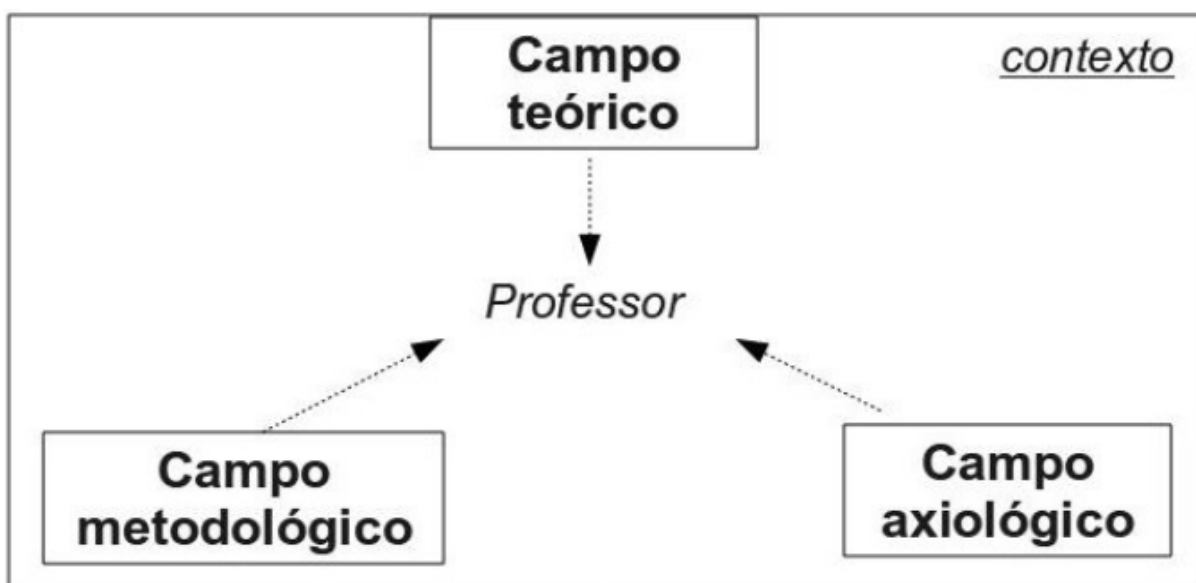 Campo
teórico
contexto
Professor
Campo
metodológico
Campo
axiológico